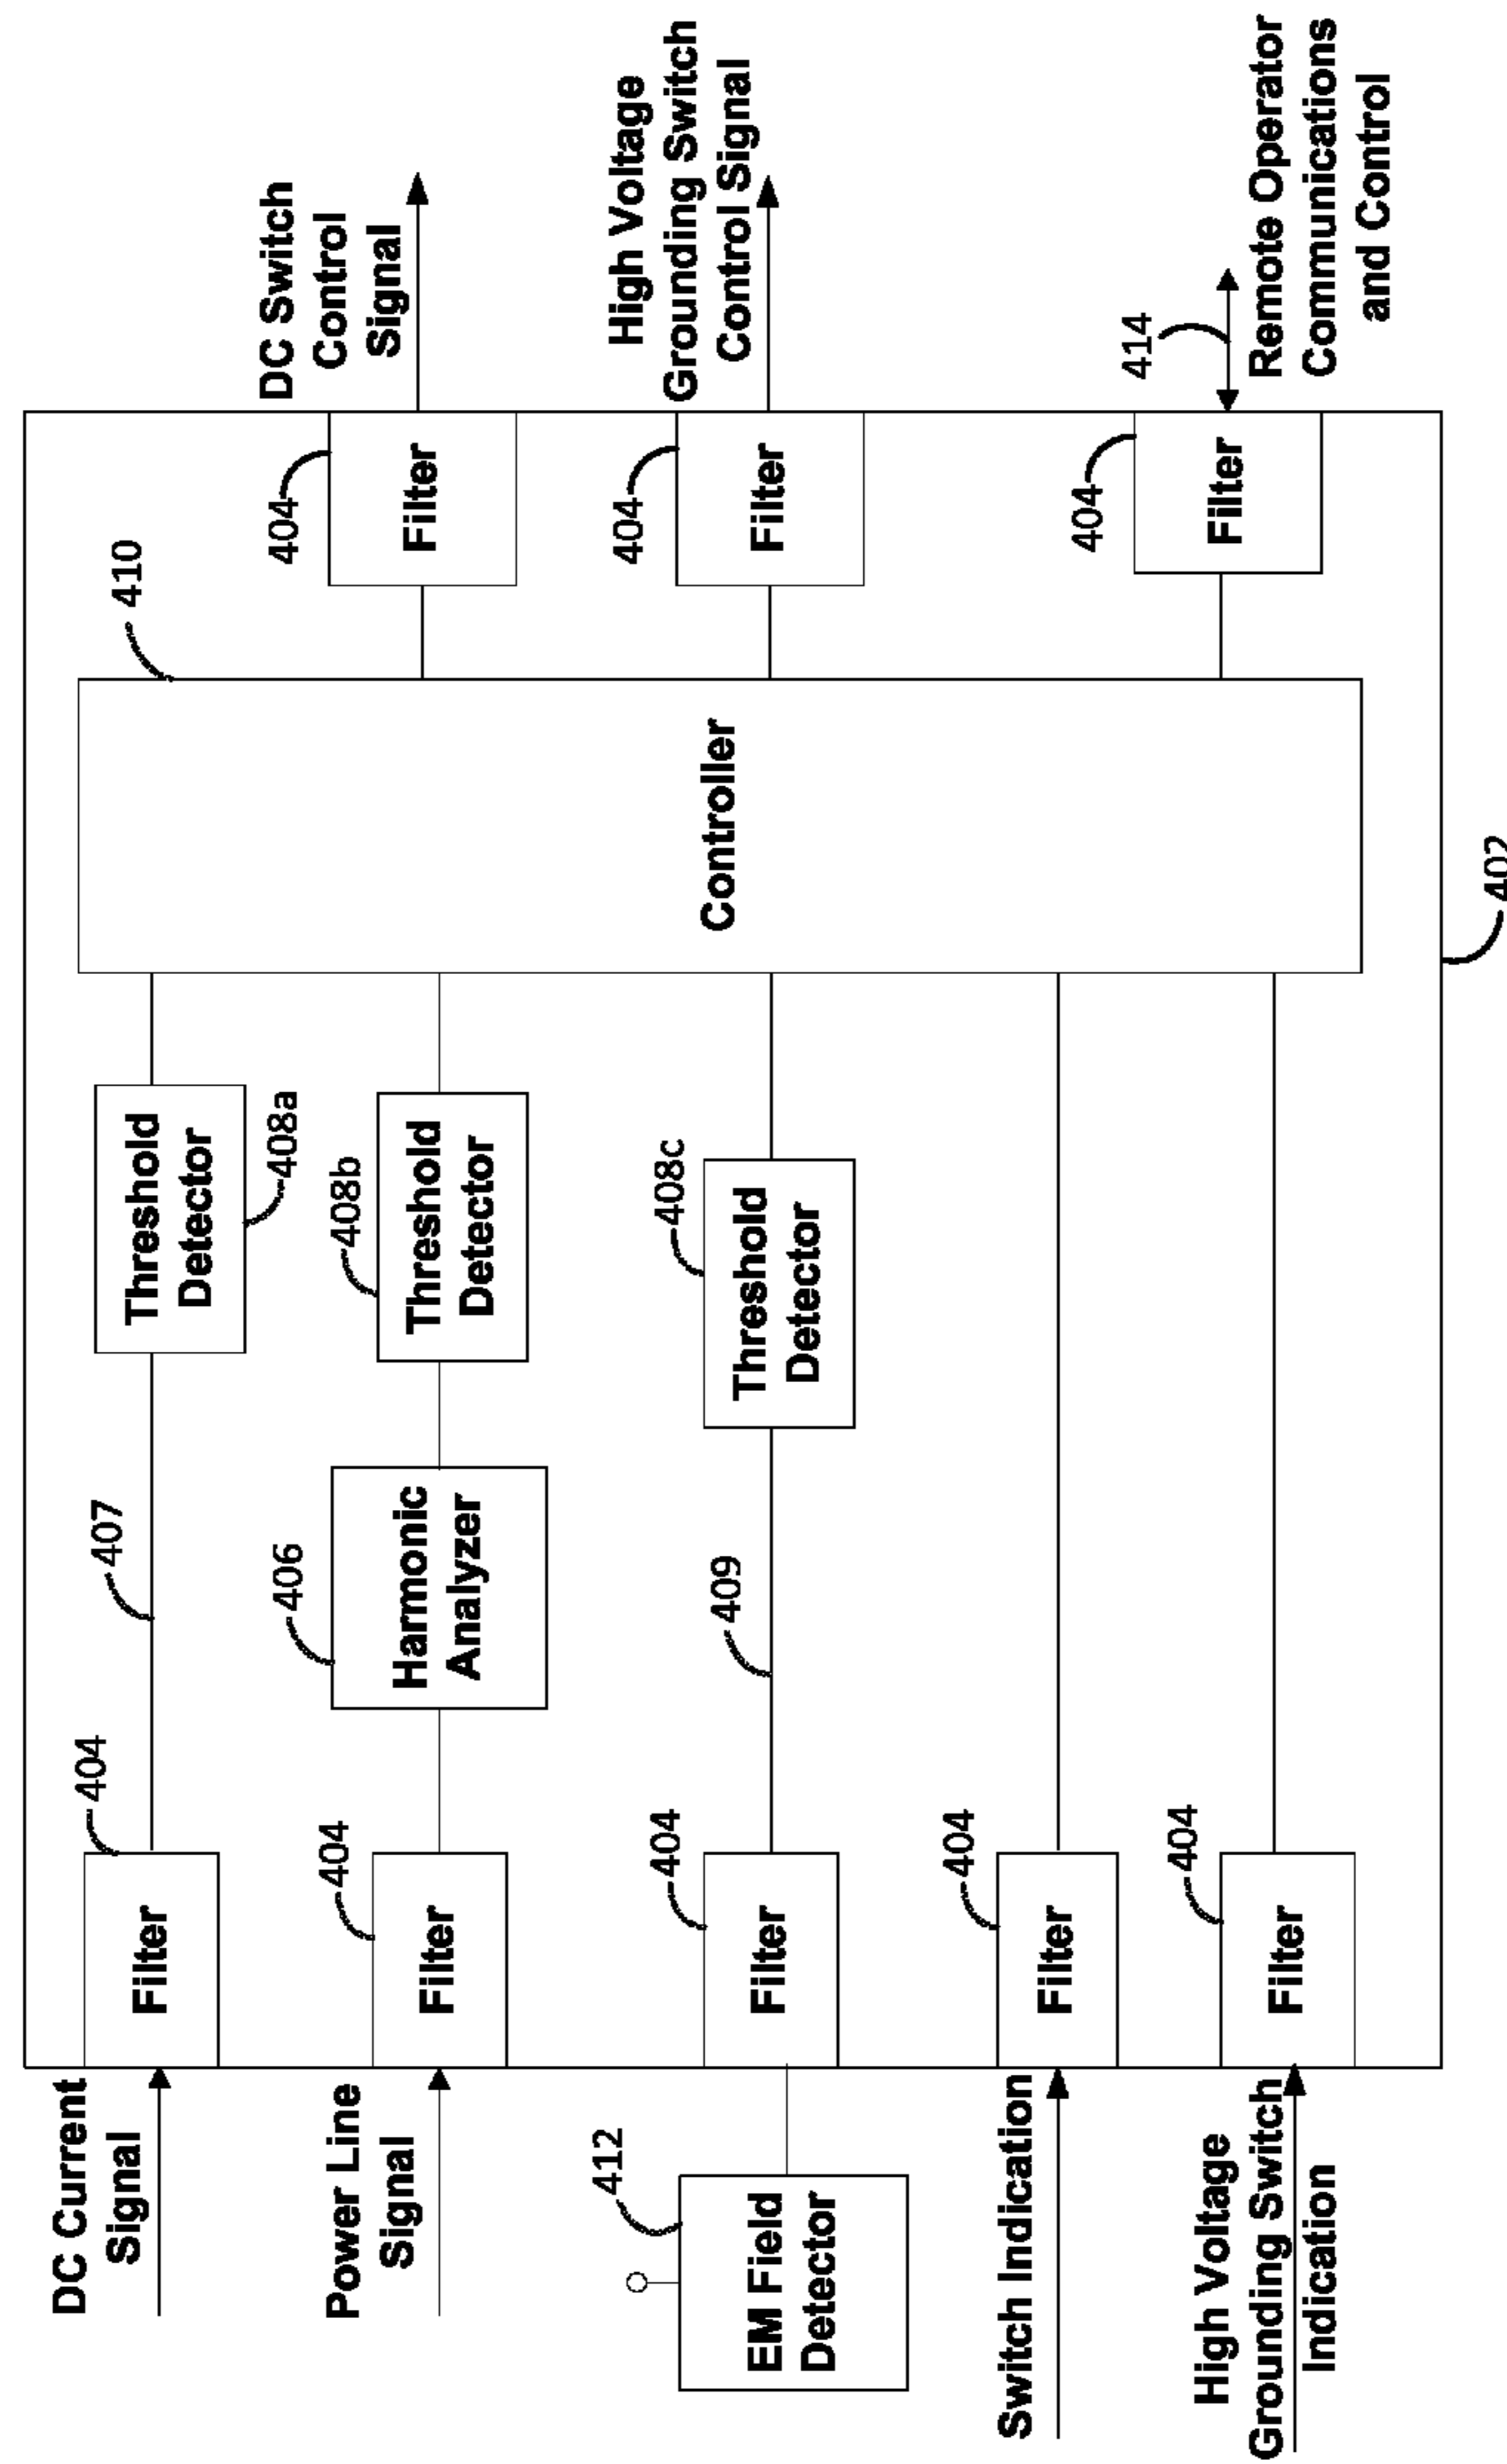 DC Current
Signal
Filter
404
407
Threshold
Detector
408a
Power Line
Signal
Filter
404
Harmonic
Analyzer
406
Threshold
Detector
408b
EM Field
Detector
412
Filter
404
409
Threshold
Detector
408c
Switch Indication
Filter
404
High Voltage
Grounding Switch
Indication
Filter
404
Controller
410
Filter
404
DC Switch
Control
Signal
Filter
404
High Voltage
Grounding Switch
Control Signal
Filter
404
414
Remote Operator
Communications
and Control
402